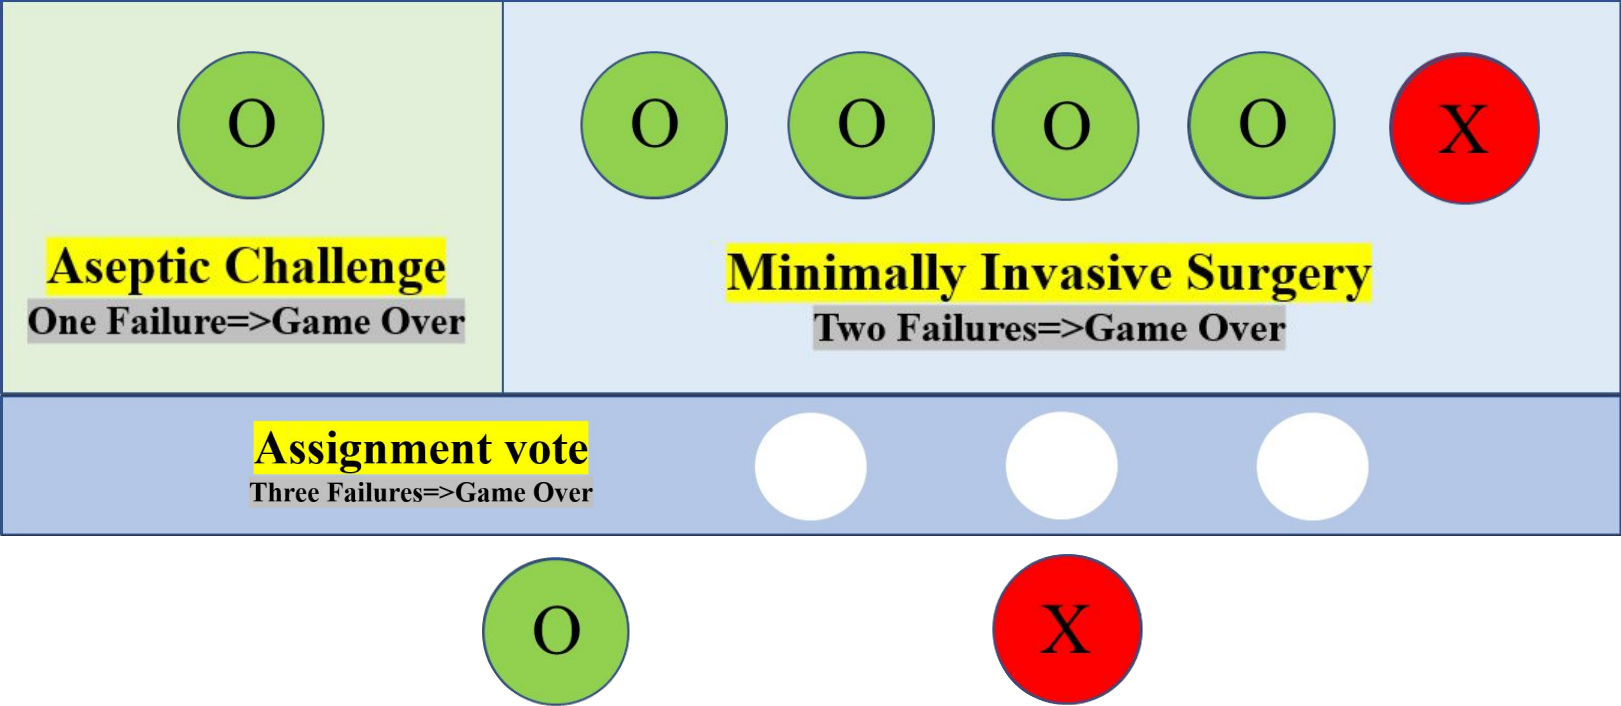 O O O O O X
Aseptic Challenge
One Failure=>Game Over
Minimally Invasive Surgery
Two Failures=>Game Over
Assignment vote
Three Failures=>Game Over
O X